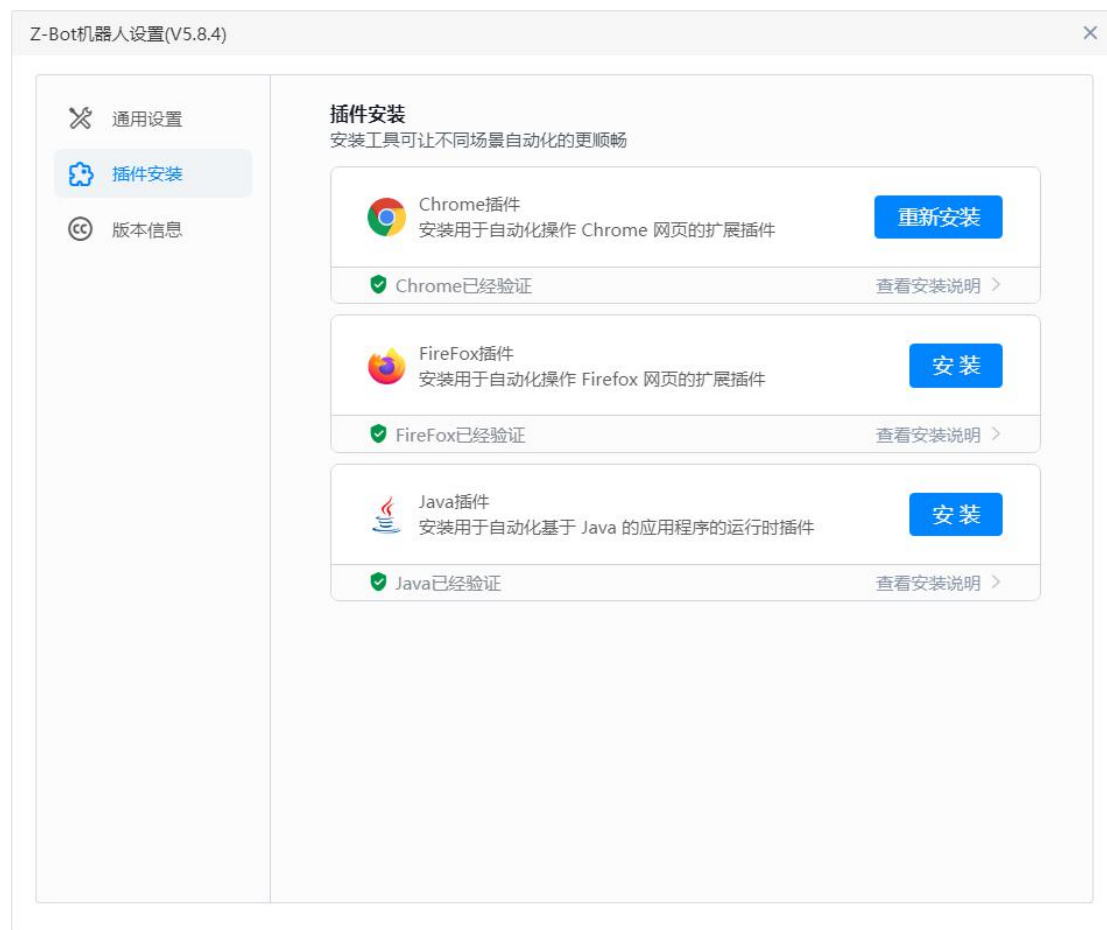 Z-Bot机器人设置(V5.8.4)
通用设置
插件安装
版本信息
插件安装
安装工具可让不同场景自动化的更顺畅
Chrome插件
安装用于自动化操作 Chrome 网页的扩展插件
重新安装
Chrome已经验证
查看安装说明
FireFox插件
安装用于自动化操作 Firefox 网页的扩展插件
安装
FireFox已经验证
查看安装说明
Java插件
安装用于自动化基于 Java 的应用程序的运行时插件
安装
Java已经验证
查看安装说明